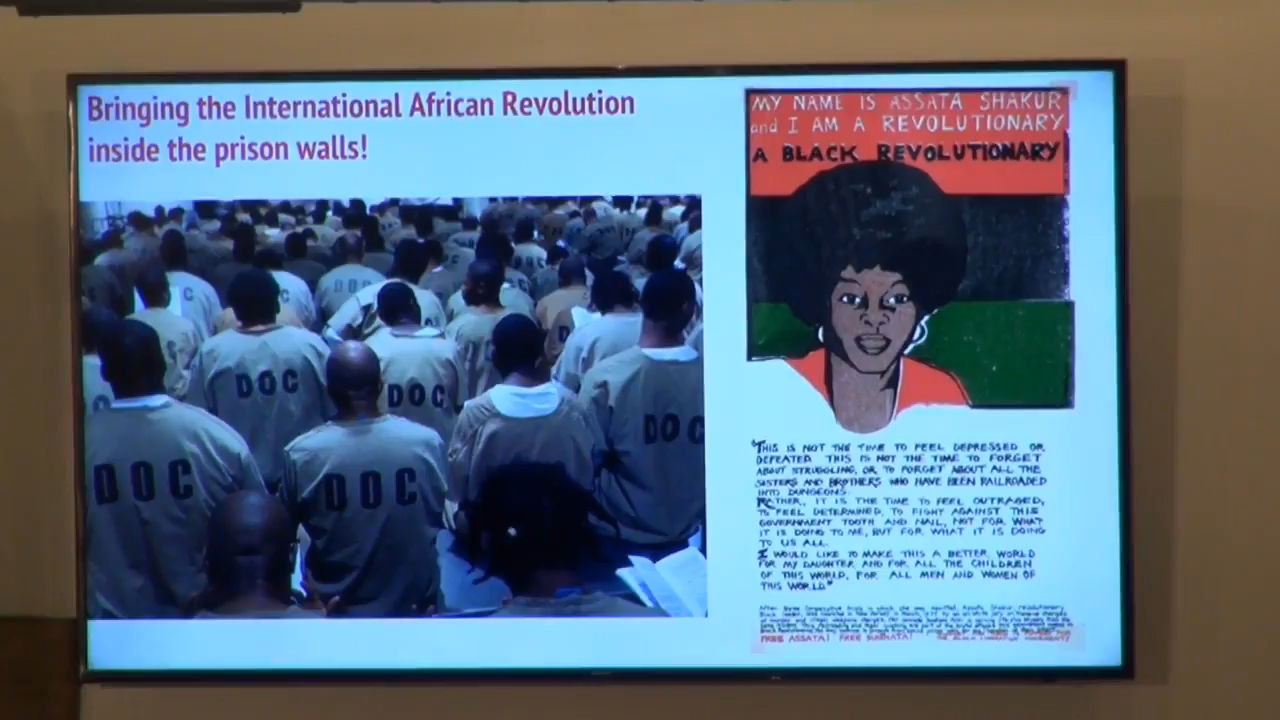 Bringing the International African Revolution
inside the prison walls!
MY NAME IS ASSATA SHAKUR
and I AM A REVOLUTIONARY
A BLACK REVOLUTIONARY
C
DOC
C
DOC
DOC
DOC
DOC
DOC
"THIS IS NOT THE TIME TO FEEL DEPRESSED OR
DEFEATED THIS IS NOT THE TIME TO FORGET
ABOUT STRUGGLING, OR TO FORGET ABOUT ALL THE
SISTERS AND BROTHERS WHO HAVE BEEN RAILROADED
INTO DUNGEONS.
RATHER, IT IS THE TIME TO FEEL OUTRAGED,
TO FEEL DETERMINED, TO FIGHT AGAINST THIS
GOVERNMENT TOOTH AND NAIL, NOT FOR WHAT
IT IS DOING TO ME, BUT FOR WHAT IT IS DOING
TO US ALL.
I WOULD LIKE TO MAKE THIS A BETTER WORLD
FOR MY DAUGHTER AND FOR ALL THE CHILDREN
OF THIS WORLD, FOR ALL MEN AND WOMEN OF
THIS WORLD."
FREE ASSATA! FREE SUNDIATA!